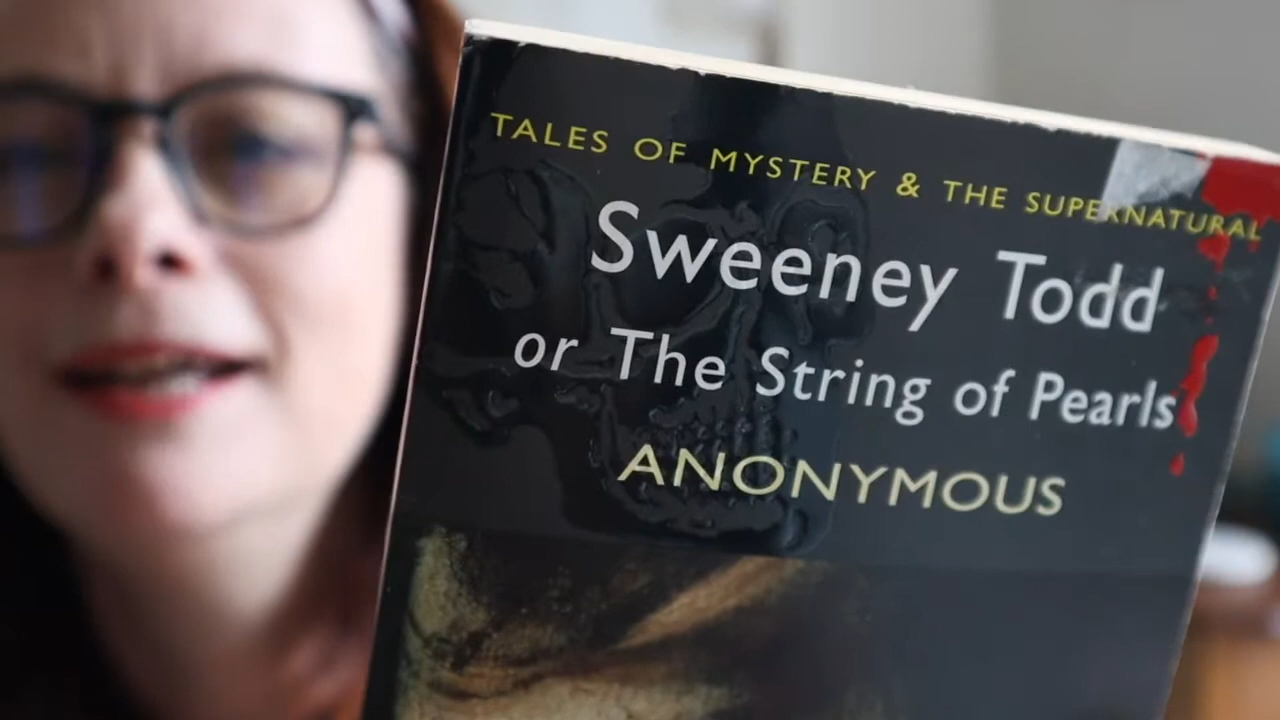 TALES OF MYSTERY & THE SUPERNATURAL
Sweeney Todd
or The String of Pearls
ANONYMOUS